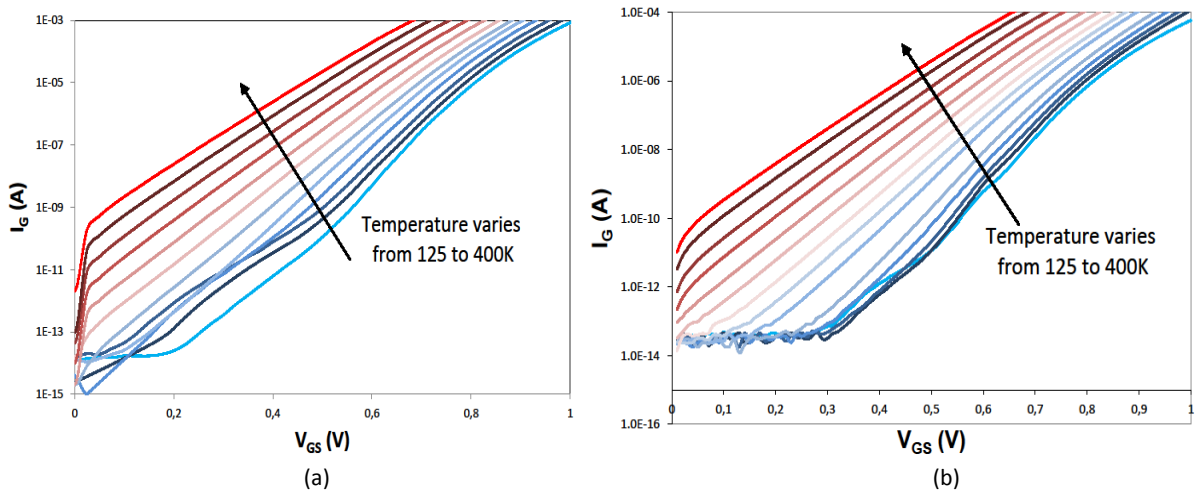 1E-03
1E-05
1E-07
1E-09
1E-11
1E-13
1E-15
I_G (A)
0
0,2
0,4
0,6
0,8
1
V_GS (V)
Temperature varies
from 125 to 400K
(a)
1.0E-04
1.0E-06
1.0E-08
1.0E-10
1.0E-12
1.0E-14
1.0E-16
I_G (A)
0
0,1
0,2
0,3
0,4
0,5
0,6
0,7
0,8
0,9
1
V_GS (V)
Temperature varies
from 125 to 400K
(b)